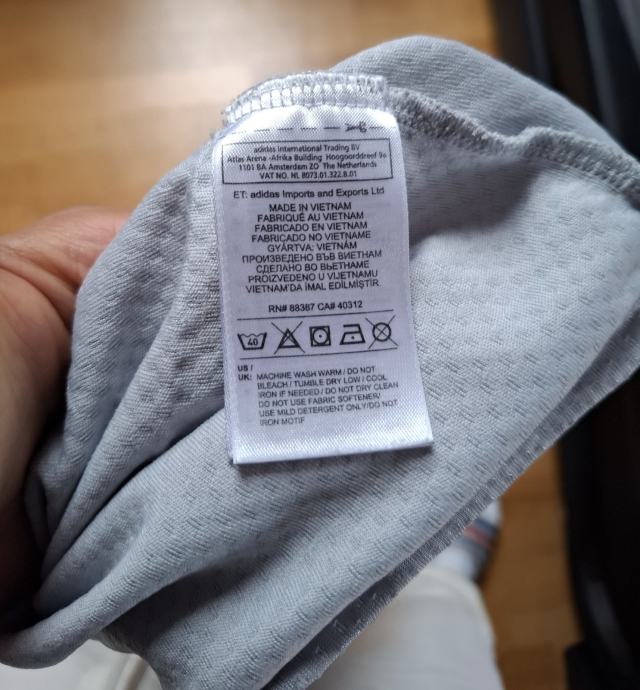 adidas International Trading BV
Atlas Arena -Afrika Building Hoogoorddreef 9a
1101 BA Amsterdam ZO The Netherlands
VAT NO. NL 8073.01.322.B.01
ET: adidas Imports and Exports Ltd
MADE IN VIETNAM
FABRIQUÉ AU VIETNAM
FABRICADO EN VIETNAM
FABRICADO NO VIETNAME
GYÁRTVA: VIETNÁM
ПРОИЗВЕДЕНО ВЪВ ВИЕТНАМ
СДЕЛАНО ВО ВЬЕТНАМЕ
PROIZVEDENO U VIJETNAMU
VIETNAM'DA İMAL EDİLMİŞTİR
RN# 88387 CA# 40312
40
US / UK: MACHINE WASH WARM / DO NOT
BLEACH / TUMBLE DRY LOW / COOL
IRON IF NEEDED / DO NOT DRY CLEAN
DO NOT USE FABRIC SOFTENER/
USE MILD DETERGENT ONLY/DO NOT
IRON MOTIF